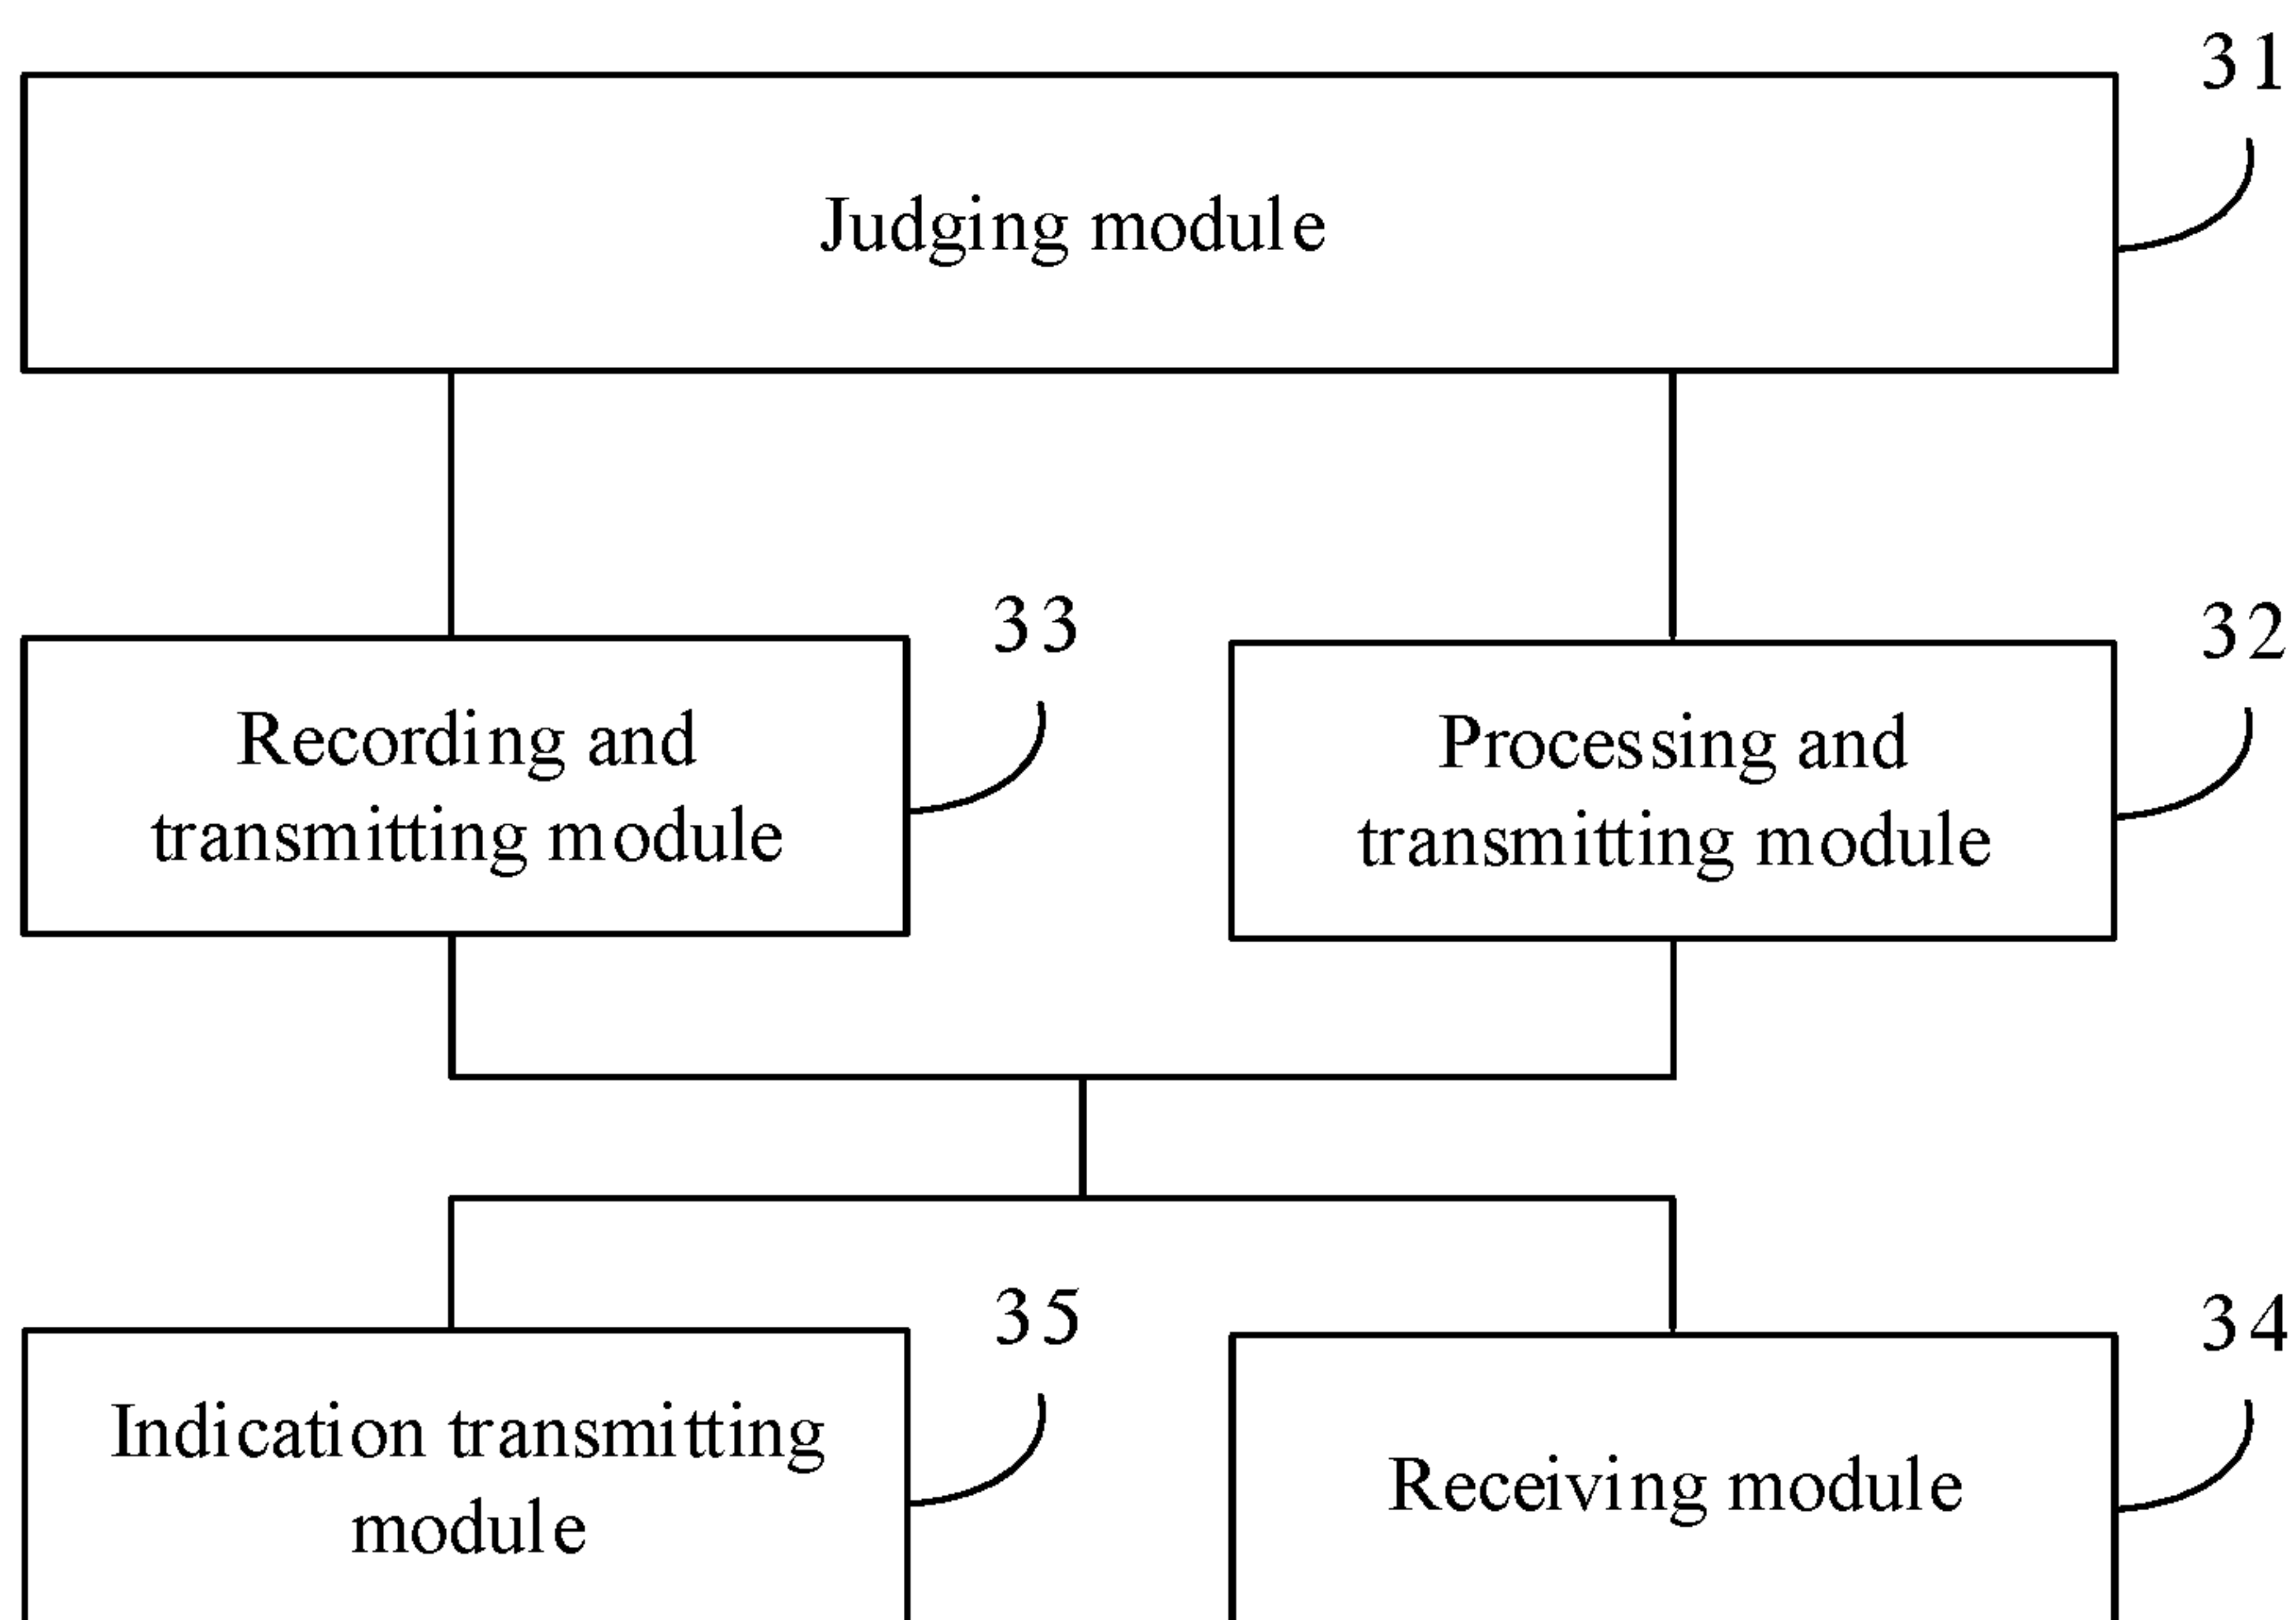 31
Judging module
33
32
Recording and
transmitting module
Processing and
transmitting module
35
34
Indication transmitting
module
Receiving module